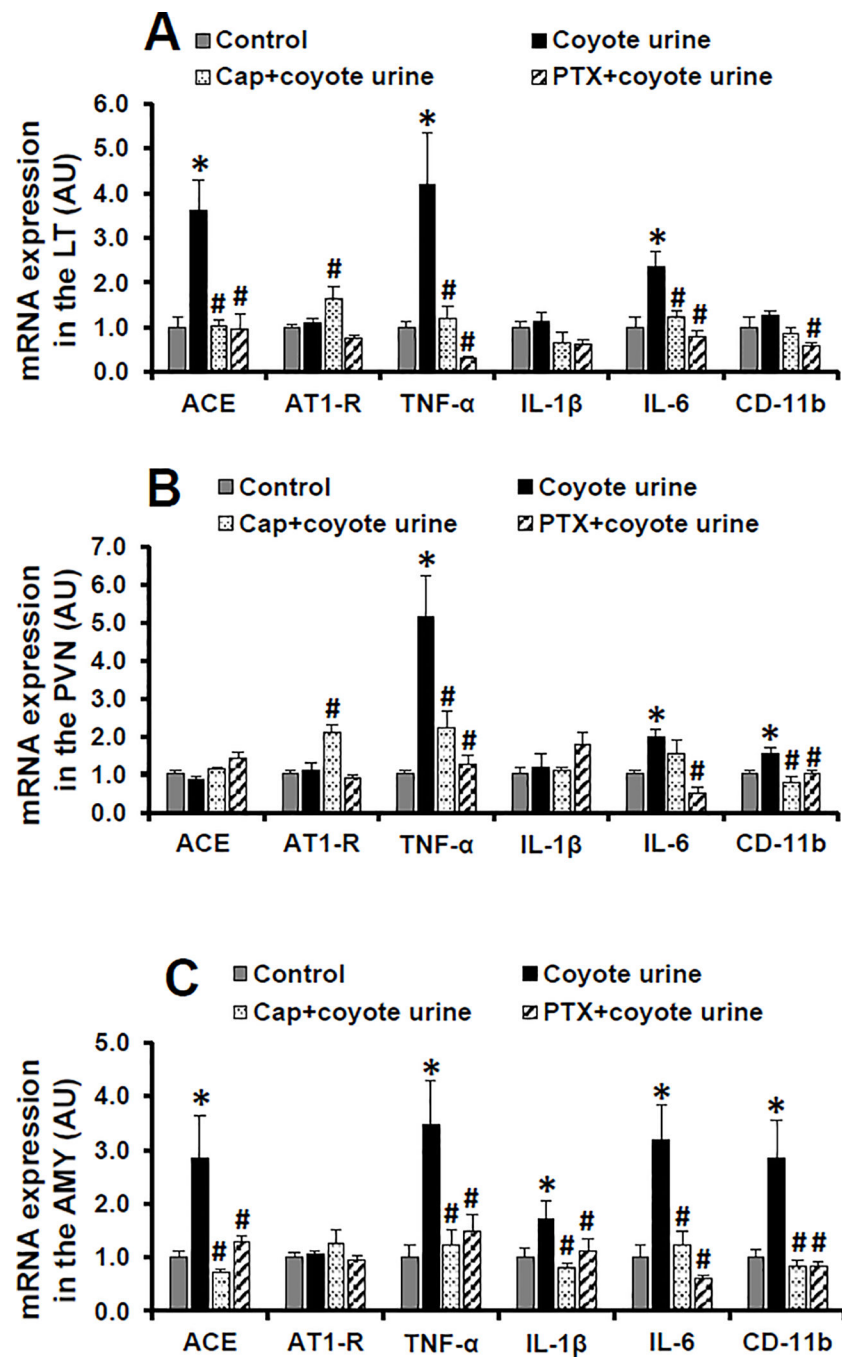 A
Control Coyote urine
Cap+coyote urine PTX+coyote urine
mRNA expression
in the LT (AU)
6.0
5.0
4.0
3.0
2.0
1.0
0.0
* # # # * # # * # # #
ACE AT1-R TNF-α IL-1β IL-6 CD-11b
B
Control Coyote urine
Cap+coyote urine PTX+coyote urine
mRNA expression
in the PVN (AU)
7.0
6.0
5.0
4.0
3.0
2.0
1.0
0.0
# * # # * # * # #
ACE AT1-R TNF-α IL-1β IL-6 CD-11b
C
Control Coyote urine
Cap+coyote urine PTX+coyote urine
mRNA expression
in the AMY (AU)
5.0
4.0
3.0
2.0
1.0
0.0
* # # * # # * # # * # # * # #
ACE AT1-R TNF-α IL-1β IL-6 CD-11b